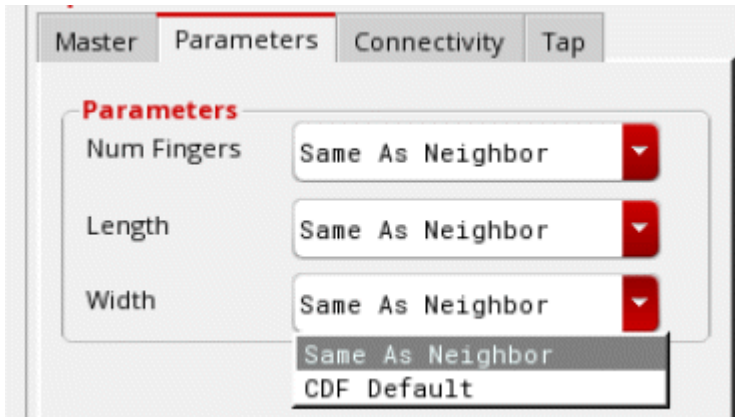 Master Parameters Connectivity Tap
Parameters
Num Fingers Same As Neighbor
Length Same As Neighbor
Width Same As Neighbor
Same As Neighbor
CDF Default